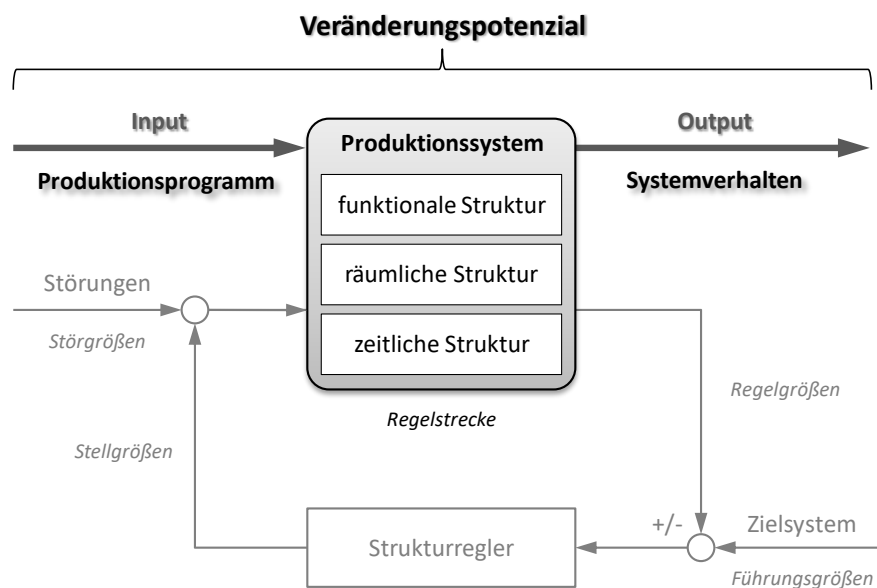 Veränderungspotenzial
Input
Output
Produktionssystem
Produktionsprogramm
Systemverhalten
funktionale Struktur
räumliche Struktur
Störungen
zeitliche Struktur
Störgrößen
Regelgrößen
Regelstrecke
Stellgrößen
+/-
Zielsystem
Strukturregler
Führungsgrößen